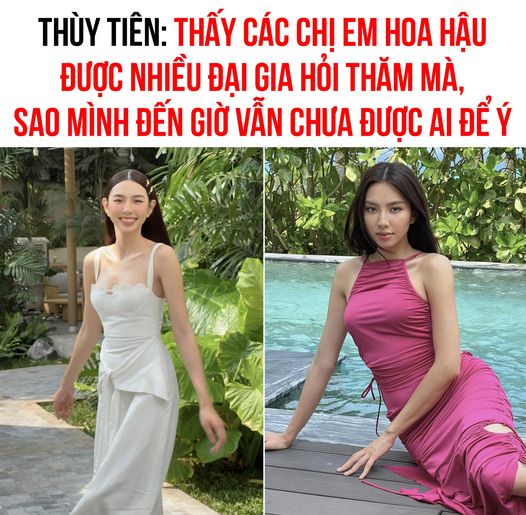 THÙY TIÊN: THẤY CÁC CHỊ EM HOA HẬU
ĐƯỢC NHIỀU ĐẠI GIA HỎI THĂM MÀ,
SAO MÌNH ĐẾN GIỜ VẪN CHƯA ĐƯỢC AI ĐỂ Ý